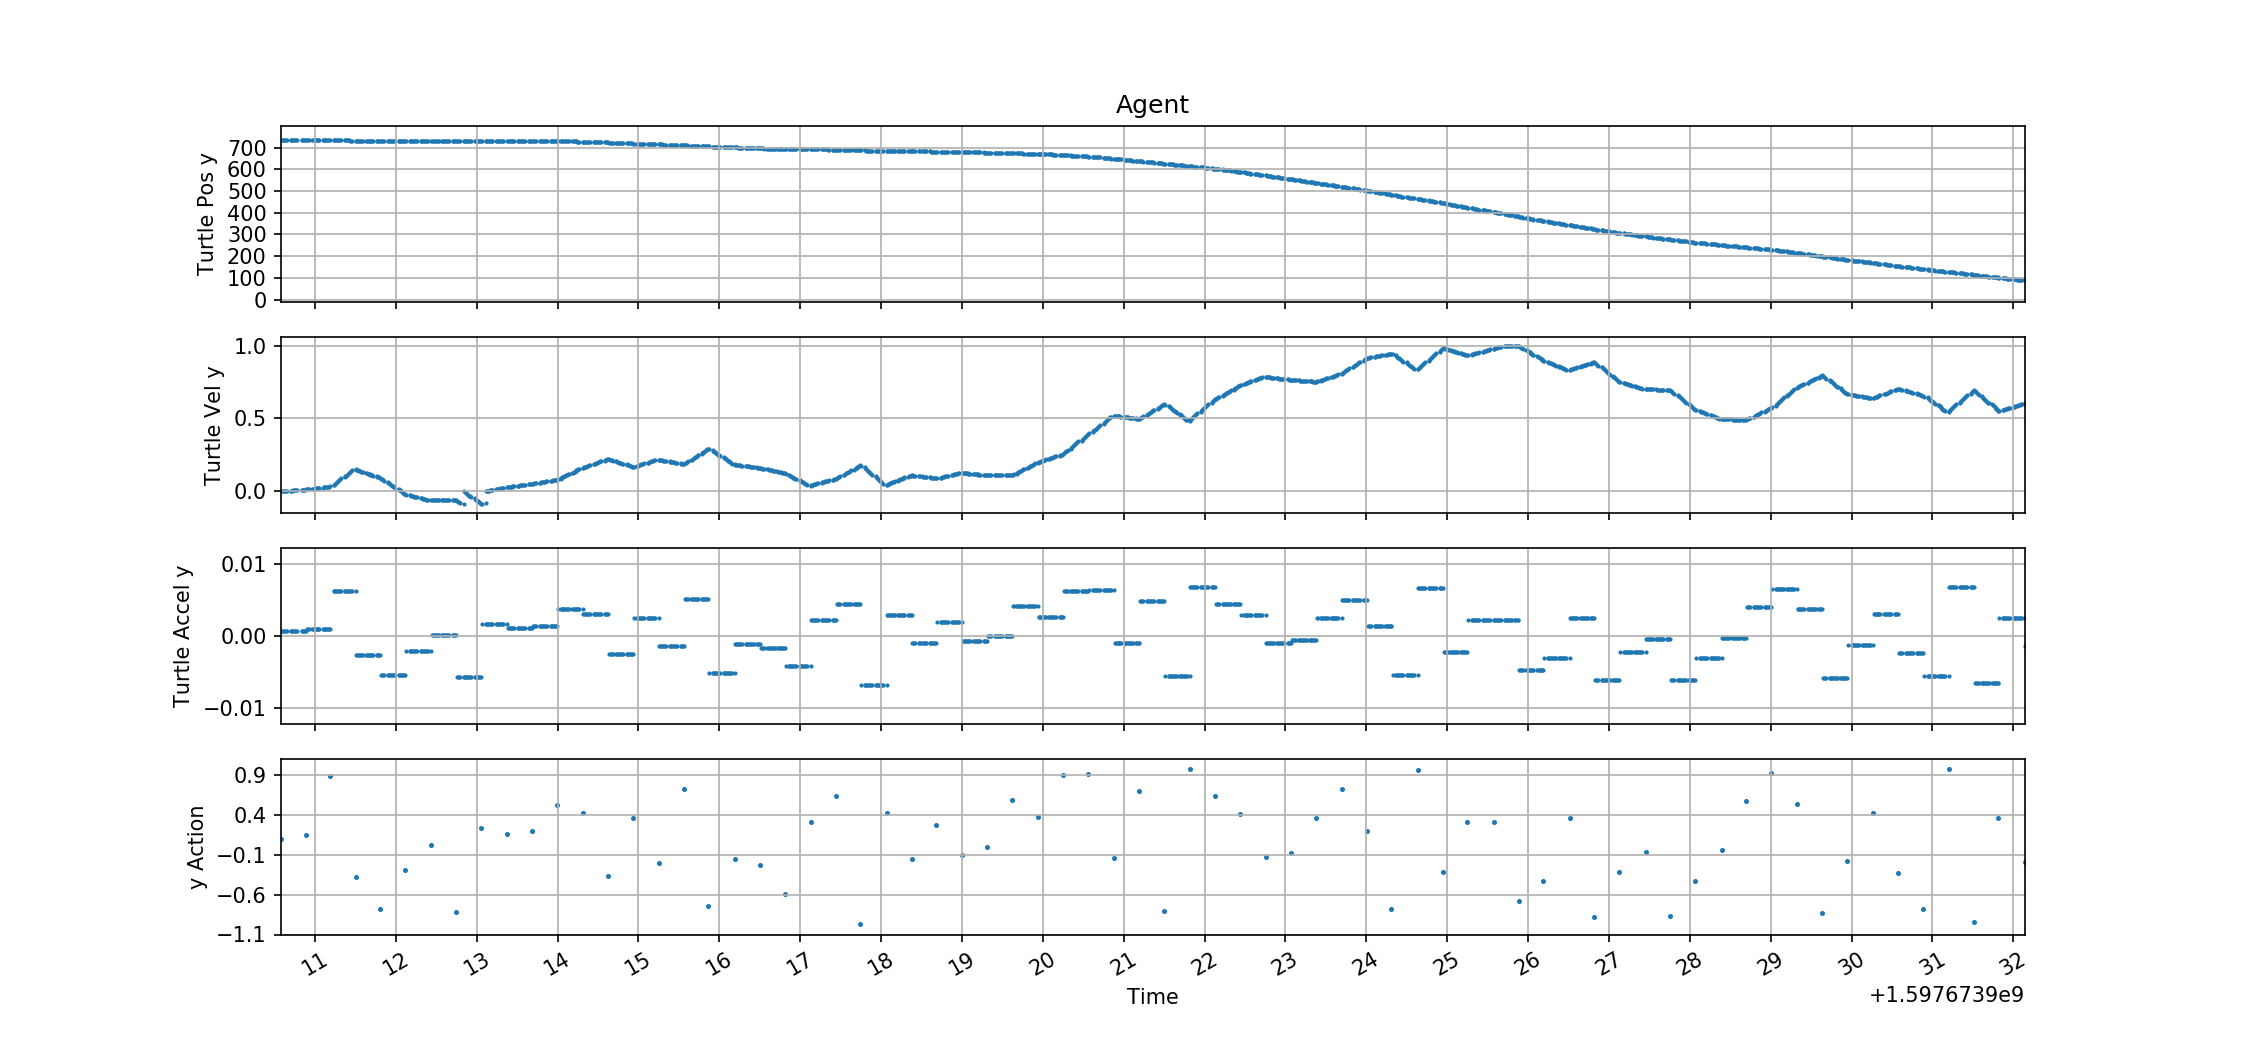 Agent
Turtle Pos y
700
600
500
400
300
200
100
0
Turtle Vel y
1.0
0.5
0.0
Turtle Accel y
0.01
0.00
−0.01
y Action
0.9
0.4
−0.1
−0.6
−1.1
11 12 13 14 15 16 17 18 19 20 21 22 23 24 25 26 27 28 29 30 31 32
Time
+1.5976739e9